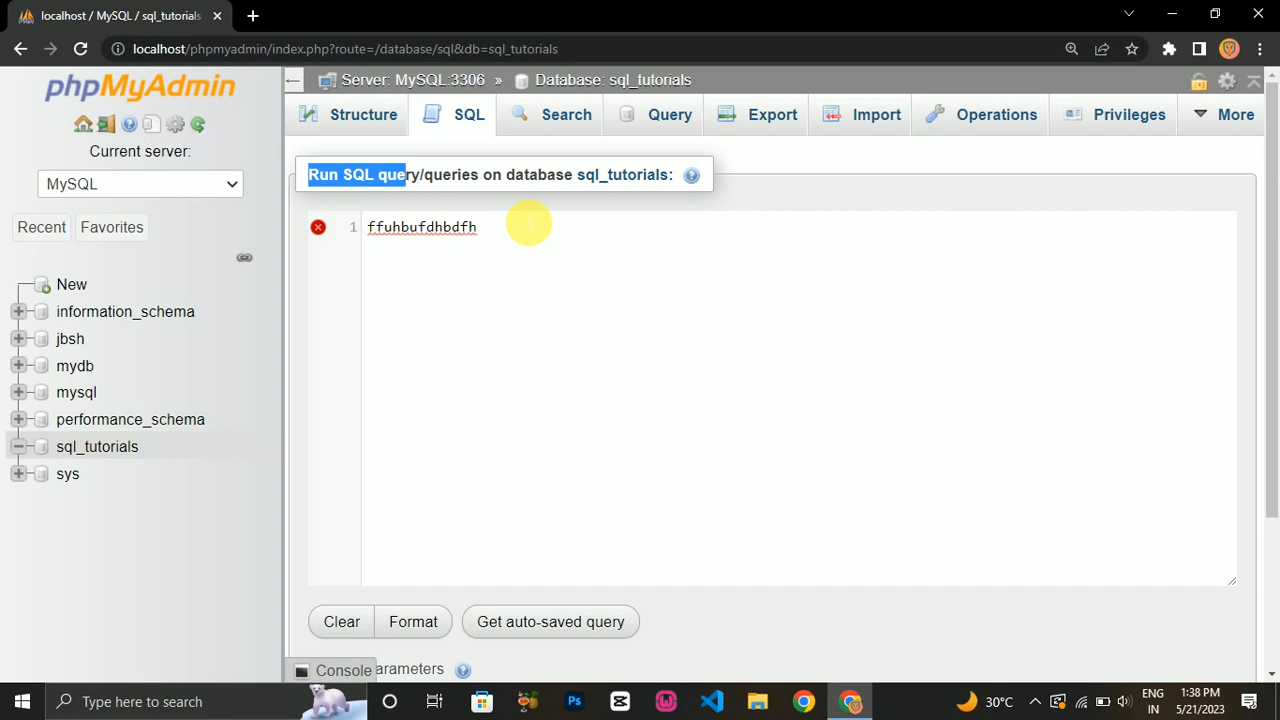 localhost / MySQL / sql_tutorials
localhost/phpmyadmin/index.php?route=/database/sql&db=sql_tutorials
phpMyAdmin
Server: MySQL:3306 » Database: sql_tutorials
Structure SQL Search Query Export Import Operations Privileges More
Current server:
MySQL
Recent Favorites
New
information_schema
jbsh
mydb
mysql
performance_schema
sql_tutorials
sys
Run SQL query/queries on database sql_tutorials:
1 ffuhbufdhbdfh
Clear Format Get auto-saved query
Console arameters
Type here to search
30°C
ENG
IN
1:38 PM
5/21/2023